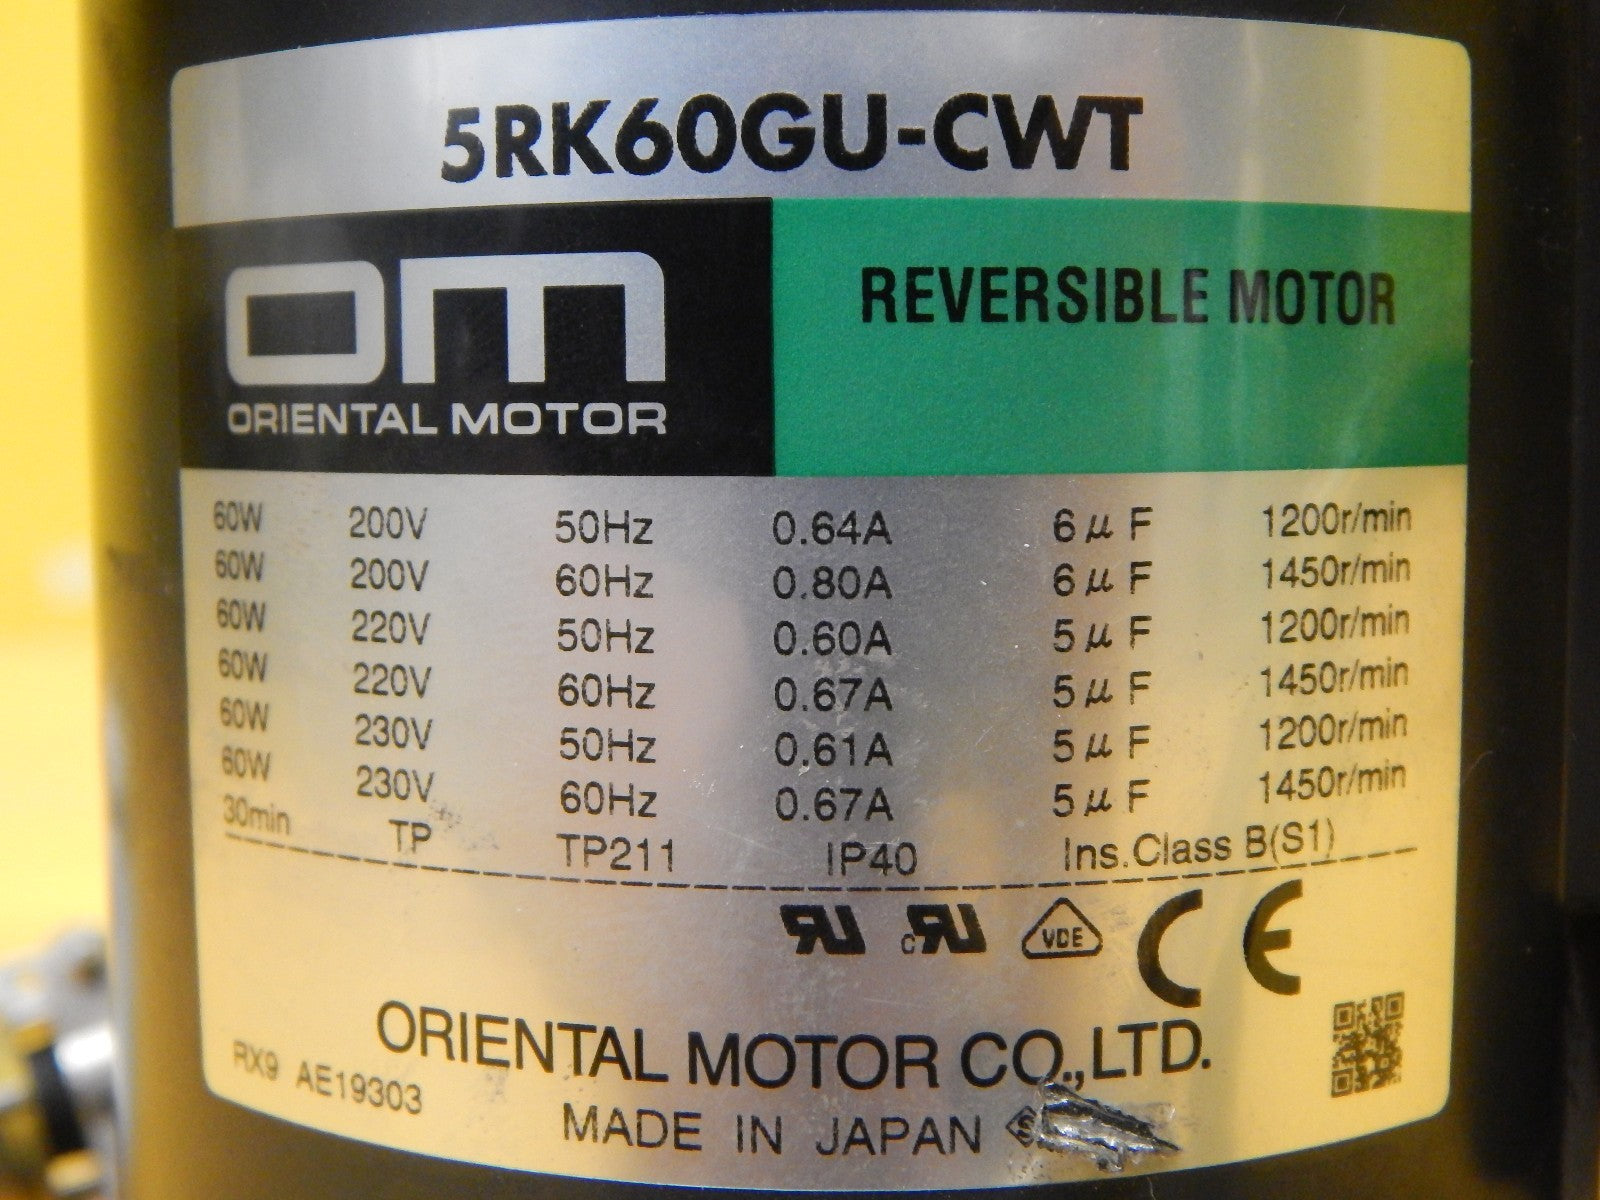 5RK60GU-CWT
om
ORIENTAL MOTOR
REVERSIBLE MOTOR
60W 200V 50Hz 0.64A 6μF 1200r/min
60W 200V 60Hz 0.80A 6μF 1450r/min
60W 220V 50Hz 0.60A 5μF 1200r/min
60W 220V 60Hz 0.67A 5μF 1450r/min
60W 230V 50Hz 0.61A 5μF 1200r/min
60W 230V 60Hz 0.67A 5μF 1450r/min
30min TP TP211 IP40 Ins.Class B(S1)
RU c RU VDE CE
ORIENTAL MOTOR CO.,LTD.
RX9 AE19303
MADE IN JAPAN